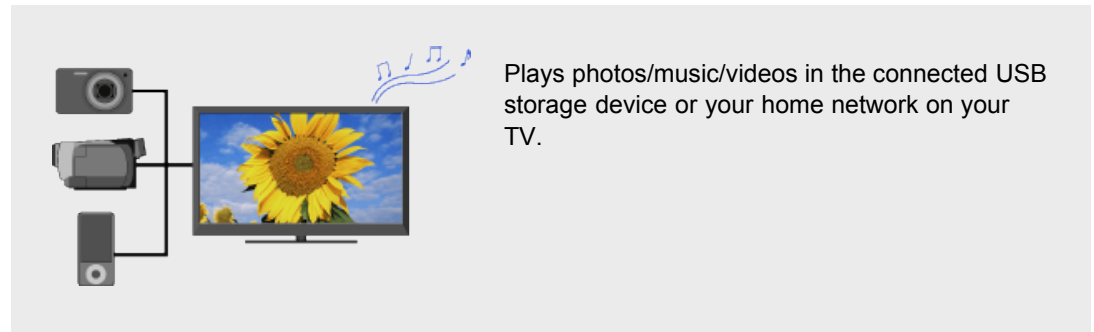 Plays photos/music/videos in the connected USB
storage device or your home network on your
TV.